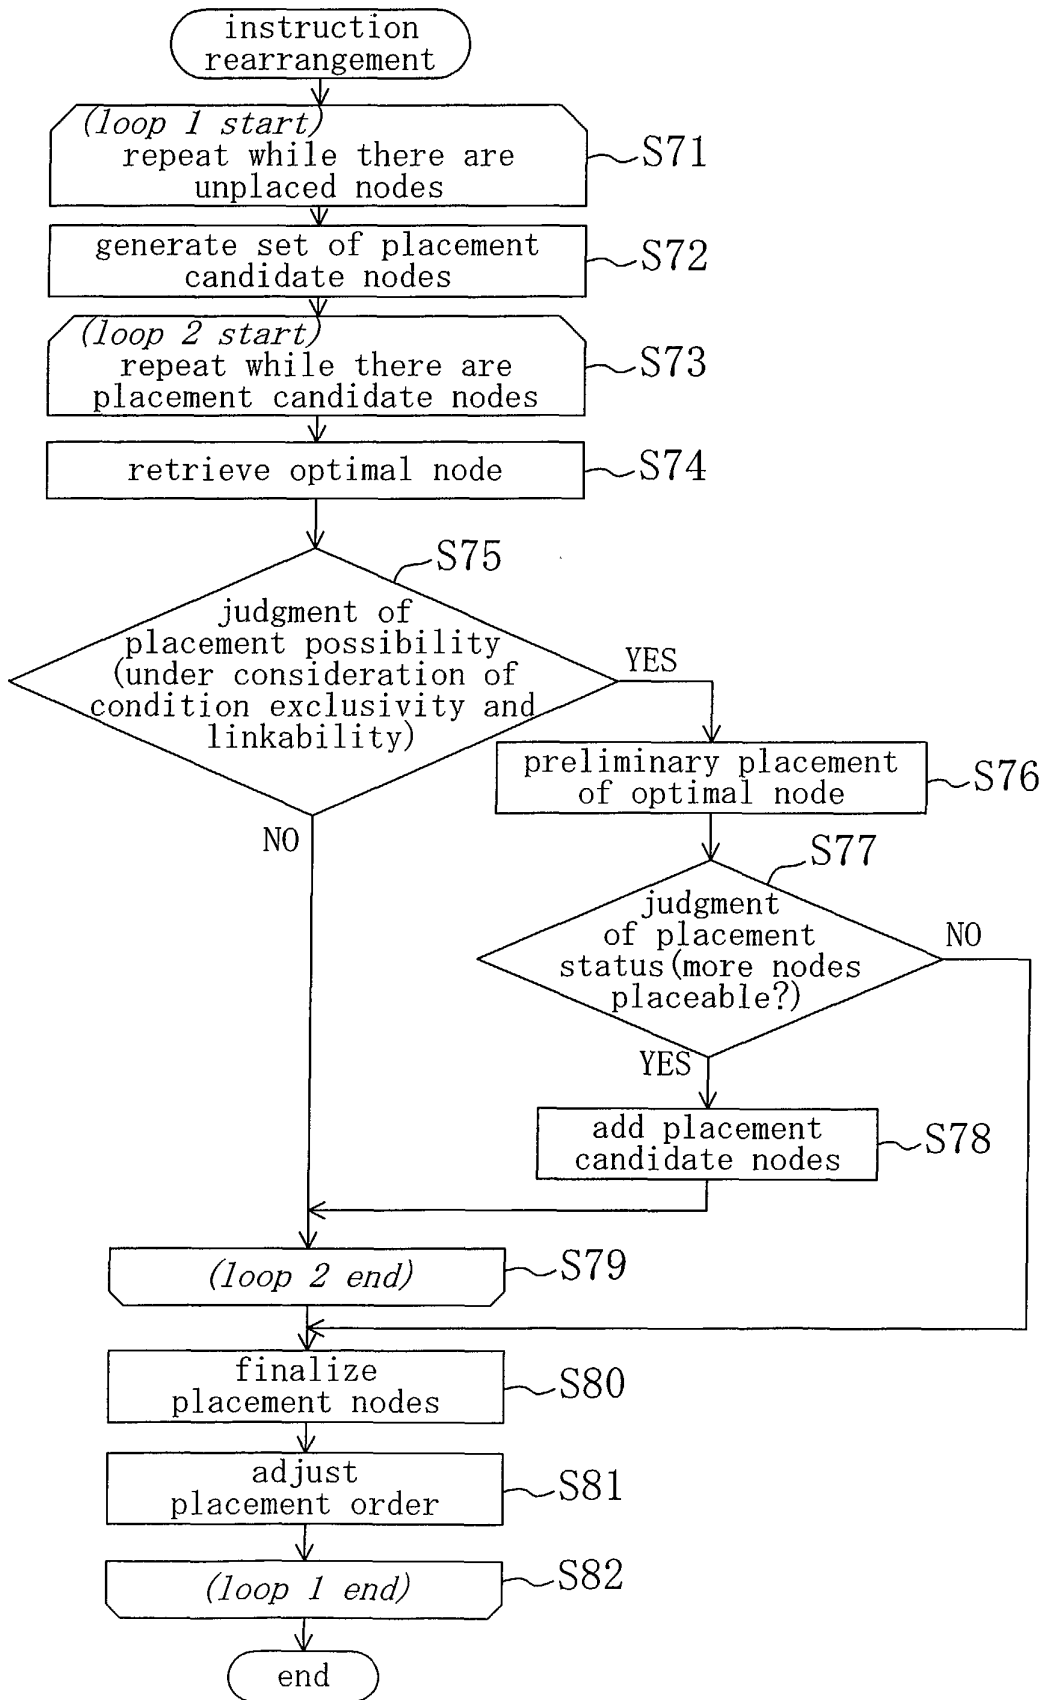 instruction
rearrangement
(loop 1 start)
repeat while there are
unplaced nodes
S71
generate set of placement
candidate nodes
S72
(loop 2 start)
repeat while there are
placement candidate nodes
S73
retrieve optimal node
S74
S75
judgment of
placement possibility
(under consideration of
condition exclusivity and
linkability)
YES
NO
preliminary placement
of optimal node
S76
S77
judgment
of placement
status(more nodes
placeable?)
NO
YES
add placement
candidate nodes
S78
(loop 2 end)
S79
finalize
placement nodes
S80
adjust
placement order
S81
(loop 1 end)
S82
end